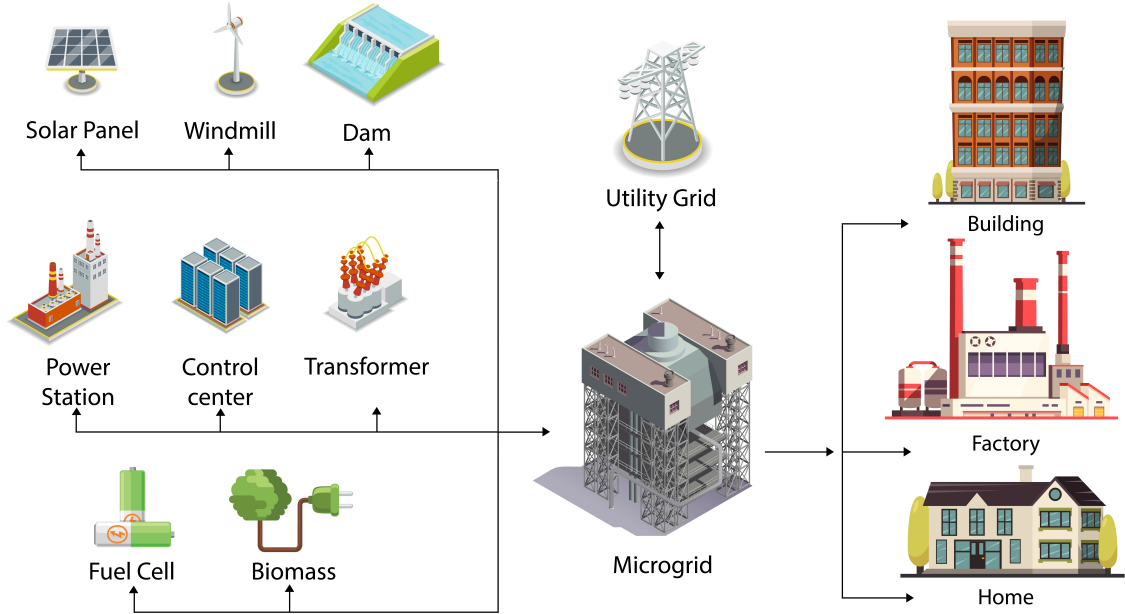 Solar Panel
Windmill
Dam
Utility Grid
Building
Power
Station
Control
center
Transformer
Factory
Fuel Cell
Biomass
Microgrid
Home